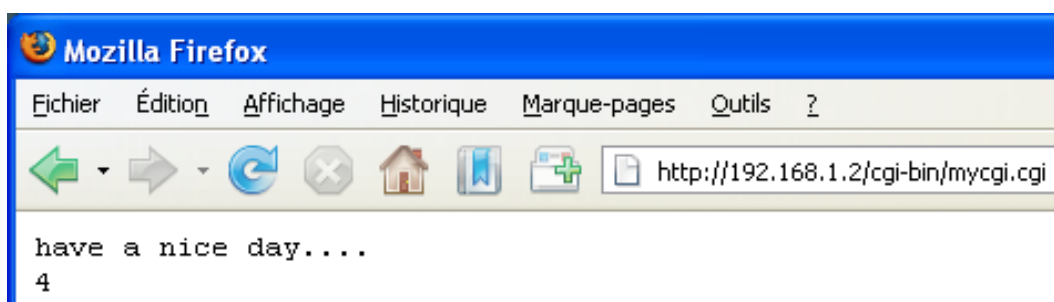 Mozilla Firefox
Fichier Édition Affichage Historique Marque-pages Outils ?
http://192.168.1.2/cgi-bin/mycgi.cgi
have a nice day....
4